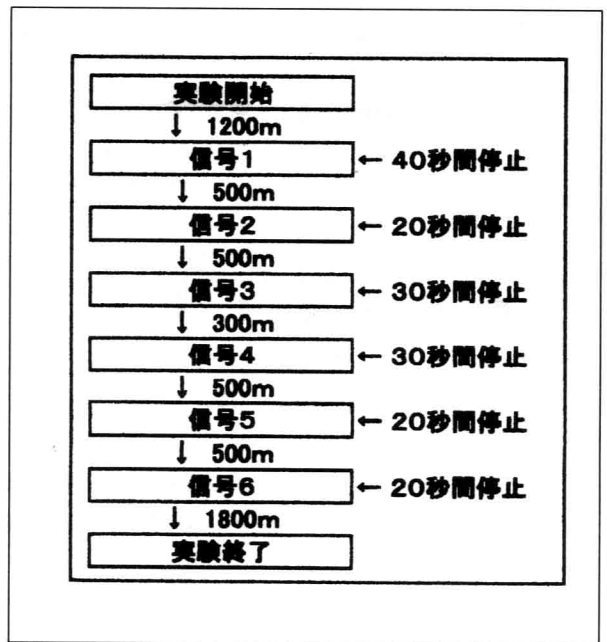 実験開始
↓ 1200m
信号1 ← 40秒間停止
↓ 500m
信号2 ← 20秒間停止
↓ 500m
信号3 ← 30秒間停止
↓ 300m
信号4 ← 30秒間停止
↓ 500m
信号5 ← 20秒間停止
↓ 500m
信号6 ← 20秒間停止
↓ 1800m
実験終了